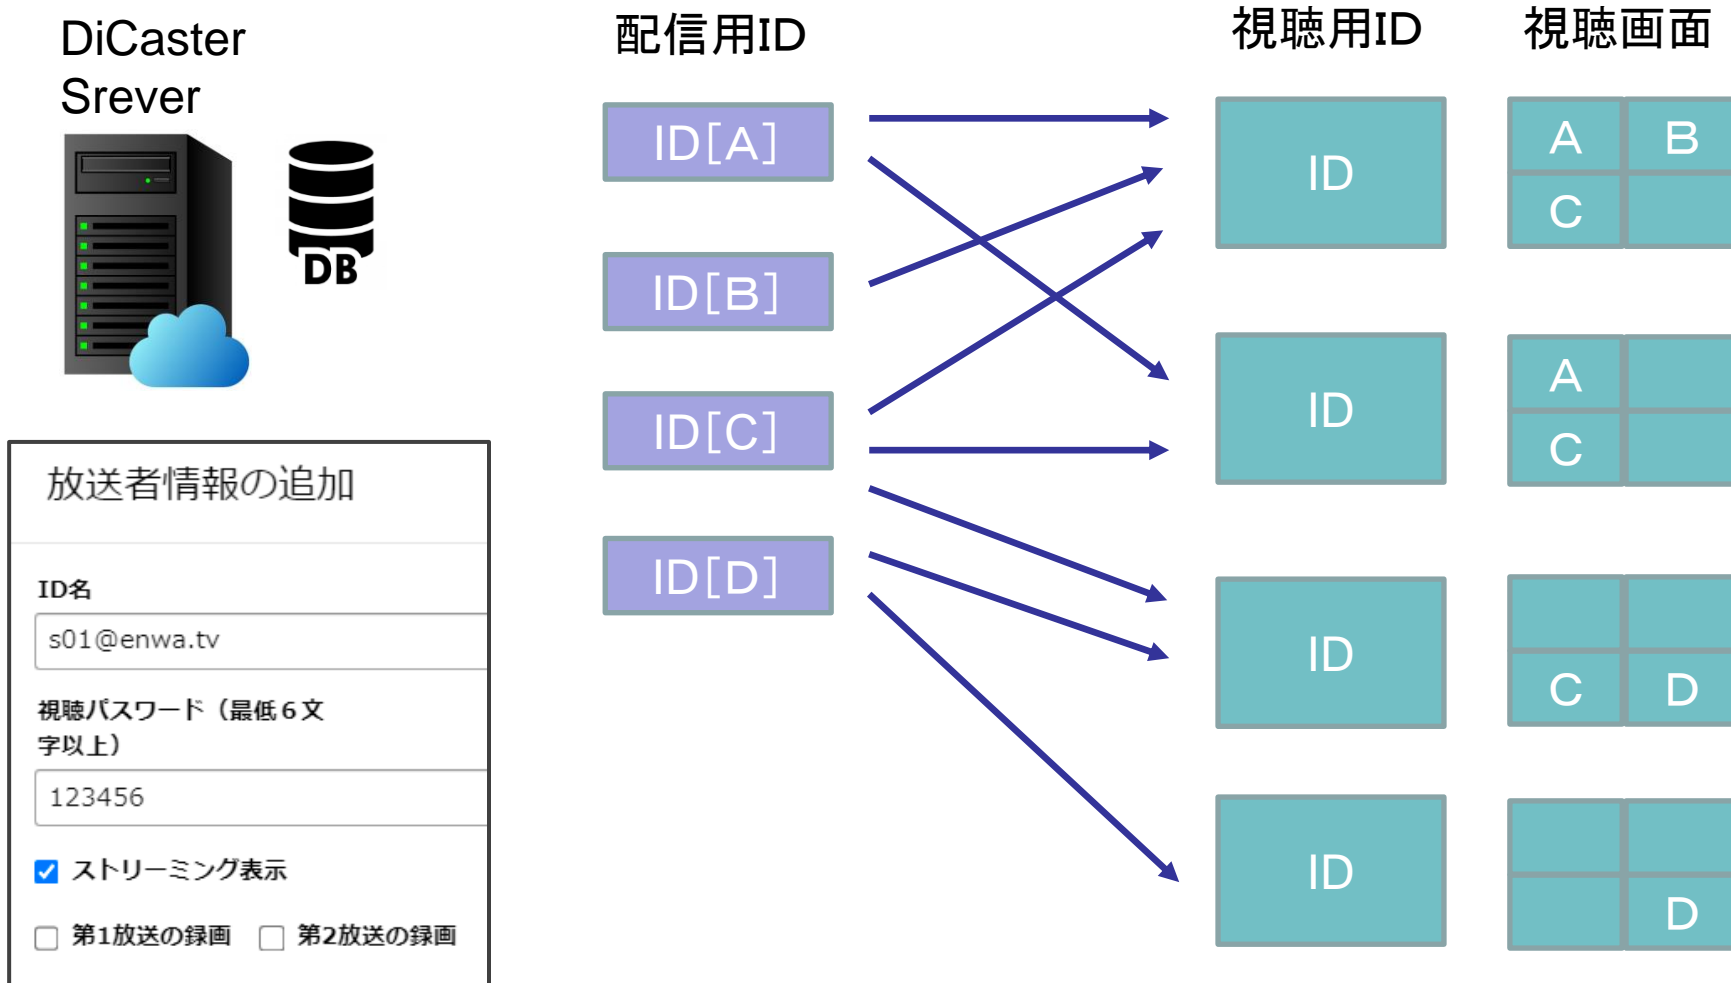 DiCaster
Srever
DB
配信用ID
視聴用ID
視聴画面
ID[A]
ID[B]
ID[C]
ID[D]
ID
A B
C
ID
A
C
ID
C D
ID
D
放送者情報の追加
ID名
s01@enwa.tv
視聴パスワード（最低６文
字以上）
123456
ストリーミング表示
第1放送の録画 第2放送の録画